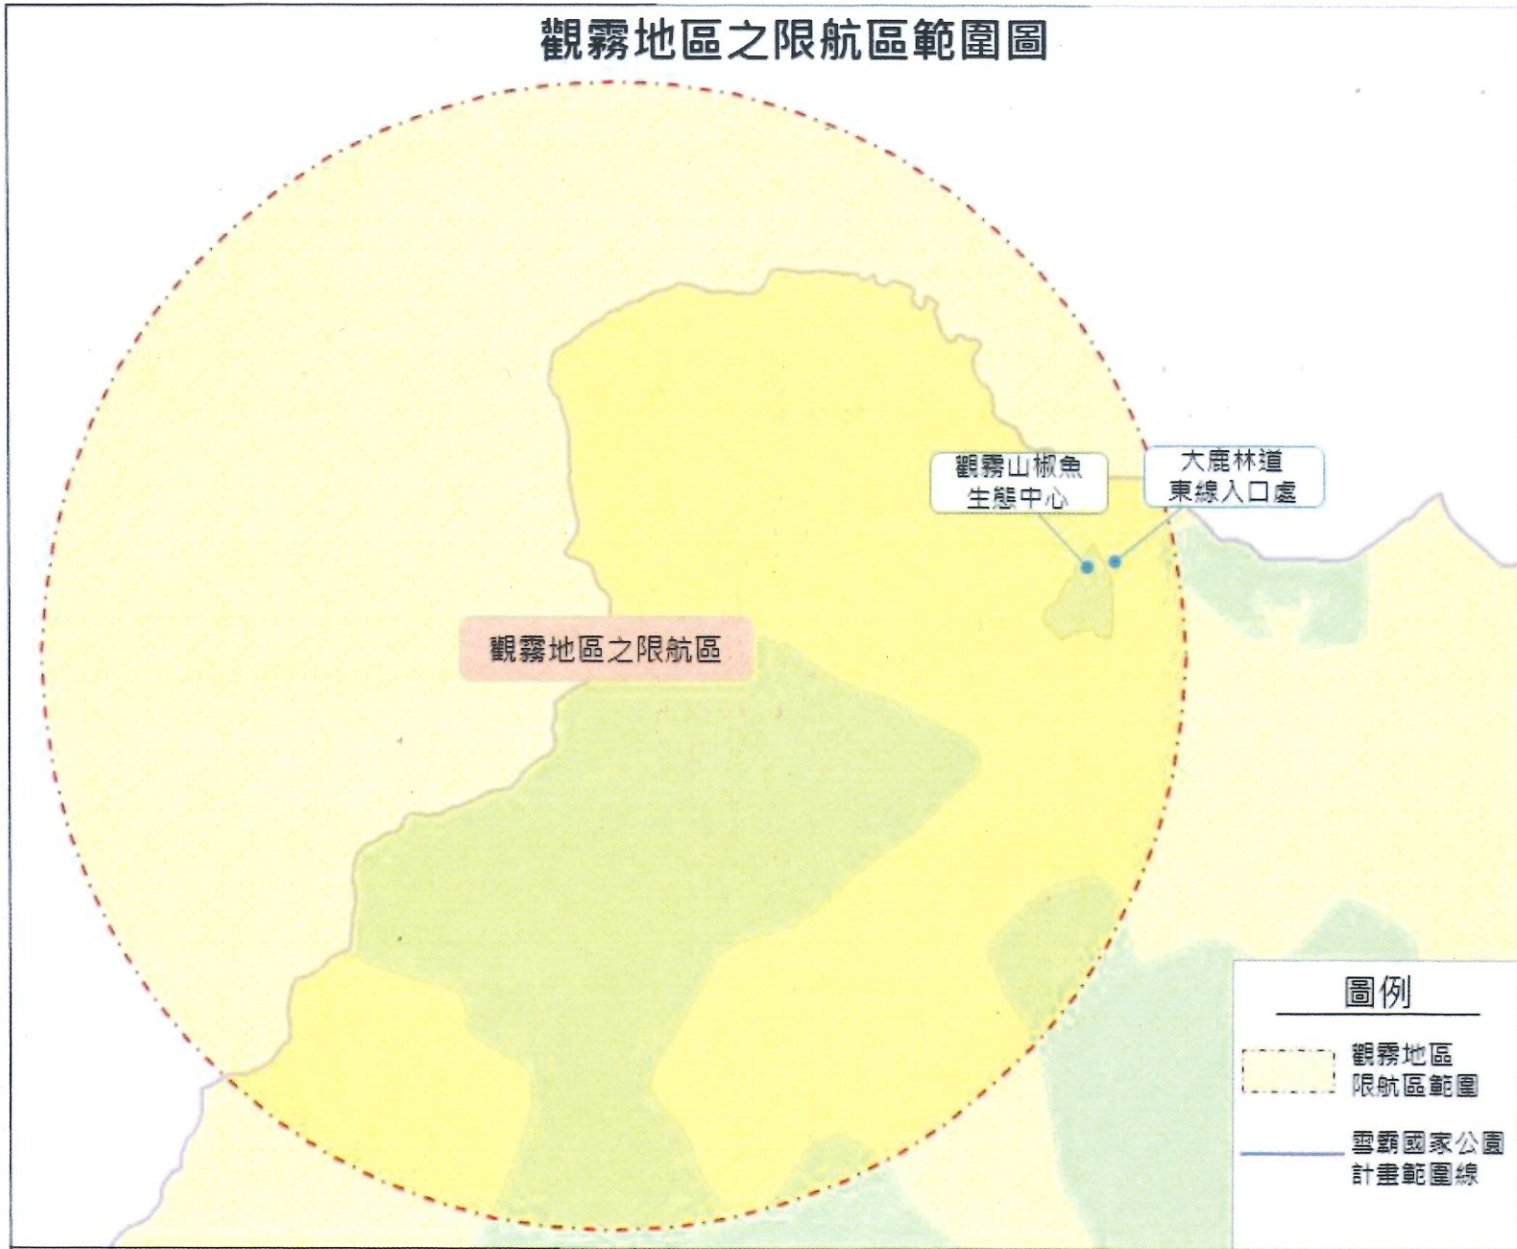 觀霧地區之限航區範圍圖
觀霧山椒魚
生態中心
大鹿林道
東線入口處
觀霧地區之限航區
圖例
觀霧地區
限航區範圍
雪霸國家公園
計畫範圍線